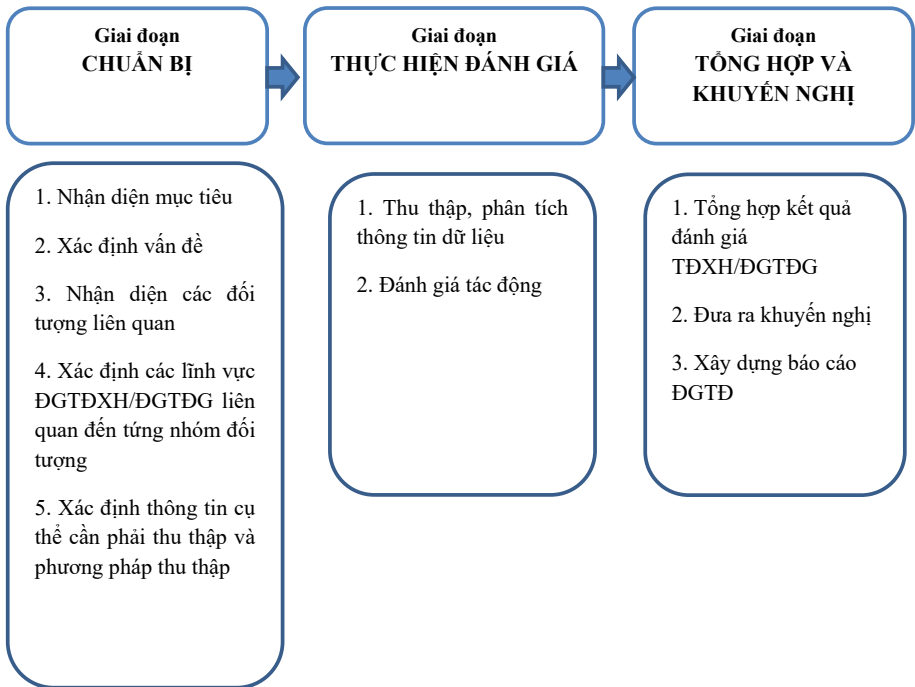 Giai đoạn
CHUẨN BỊ
Giai đoạn
THỰC HIỆN ĐÁNH GIÁ
Giai đoạn
TỔNG HỢP VÀ
KHUYẾN NGHỊ
1. Nhận diện mục tiêu
2. Xác định vấn đề
3. Nhận diện các đối
tượng liên quan
4. Xác định các lĩnh vực
ĐGTĐXH/ĐGTĐG liên
quan đến tứng nhóm đối
tượng
5. Xác định thông tin cụ
thể cần phải thu thập và
phương pháp thu thập
1. Thu thập, phân tích
thông tin dữ liệu
2. Đánh giá tác động
1. Tổng hợp kết quả
đánh giá
TĐXH/ĐGTĐG
2. Đưa ra khuyến nghị
3. Xây dựng báo cáo
ĐGTĐ